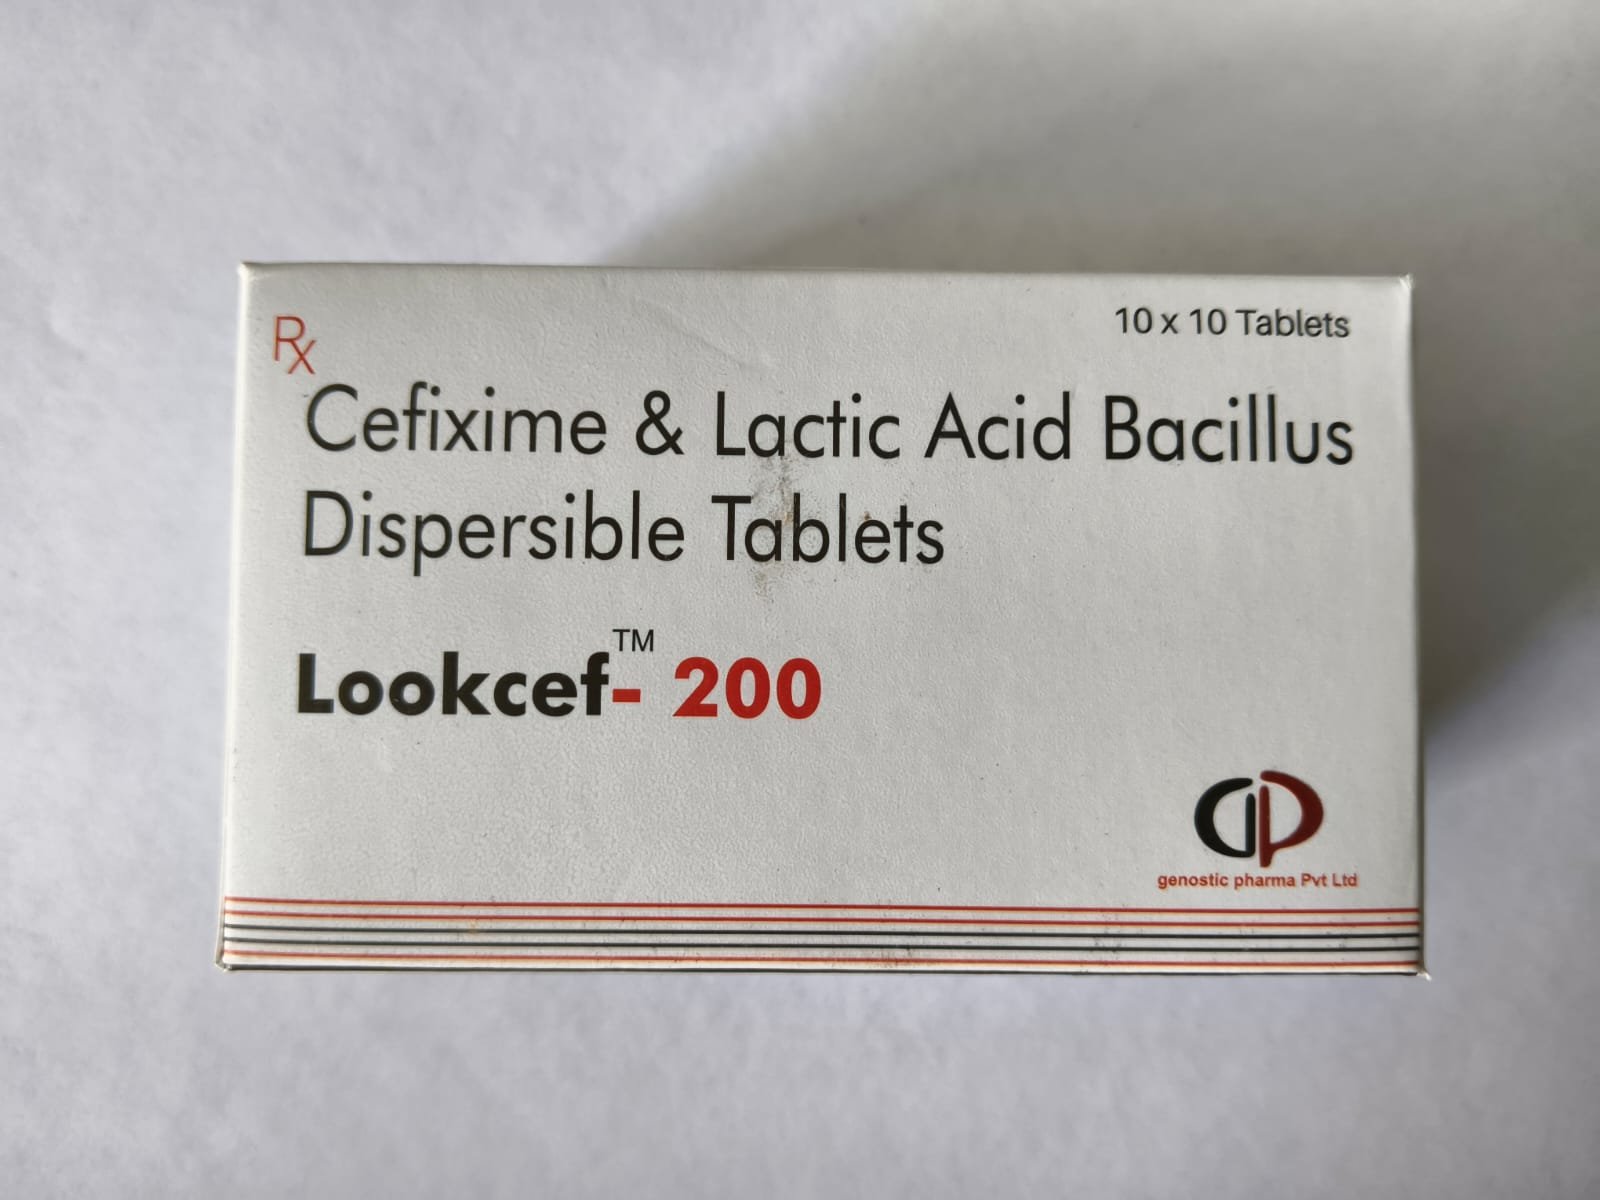 Rx
10 x 10 Tablets
Cefixime & Lactic Acid Bacillus
Dispersible Tablets
Lookcef™- 200
genostic pharma Pvt Ltd